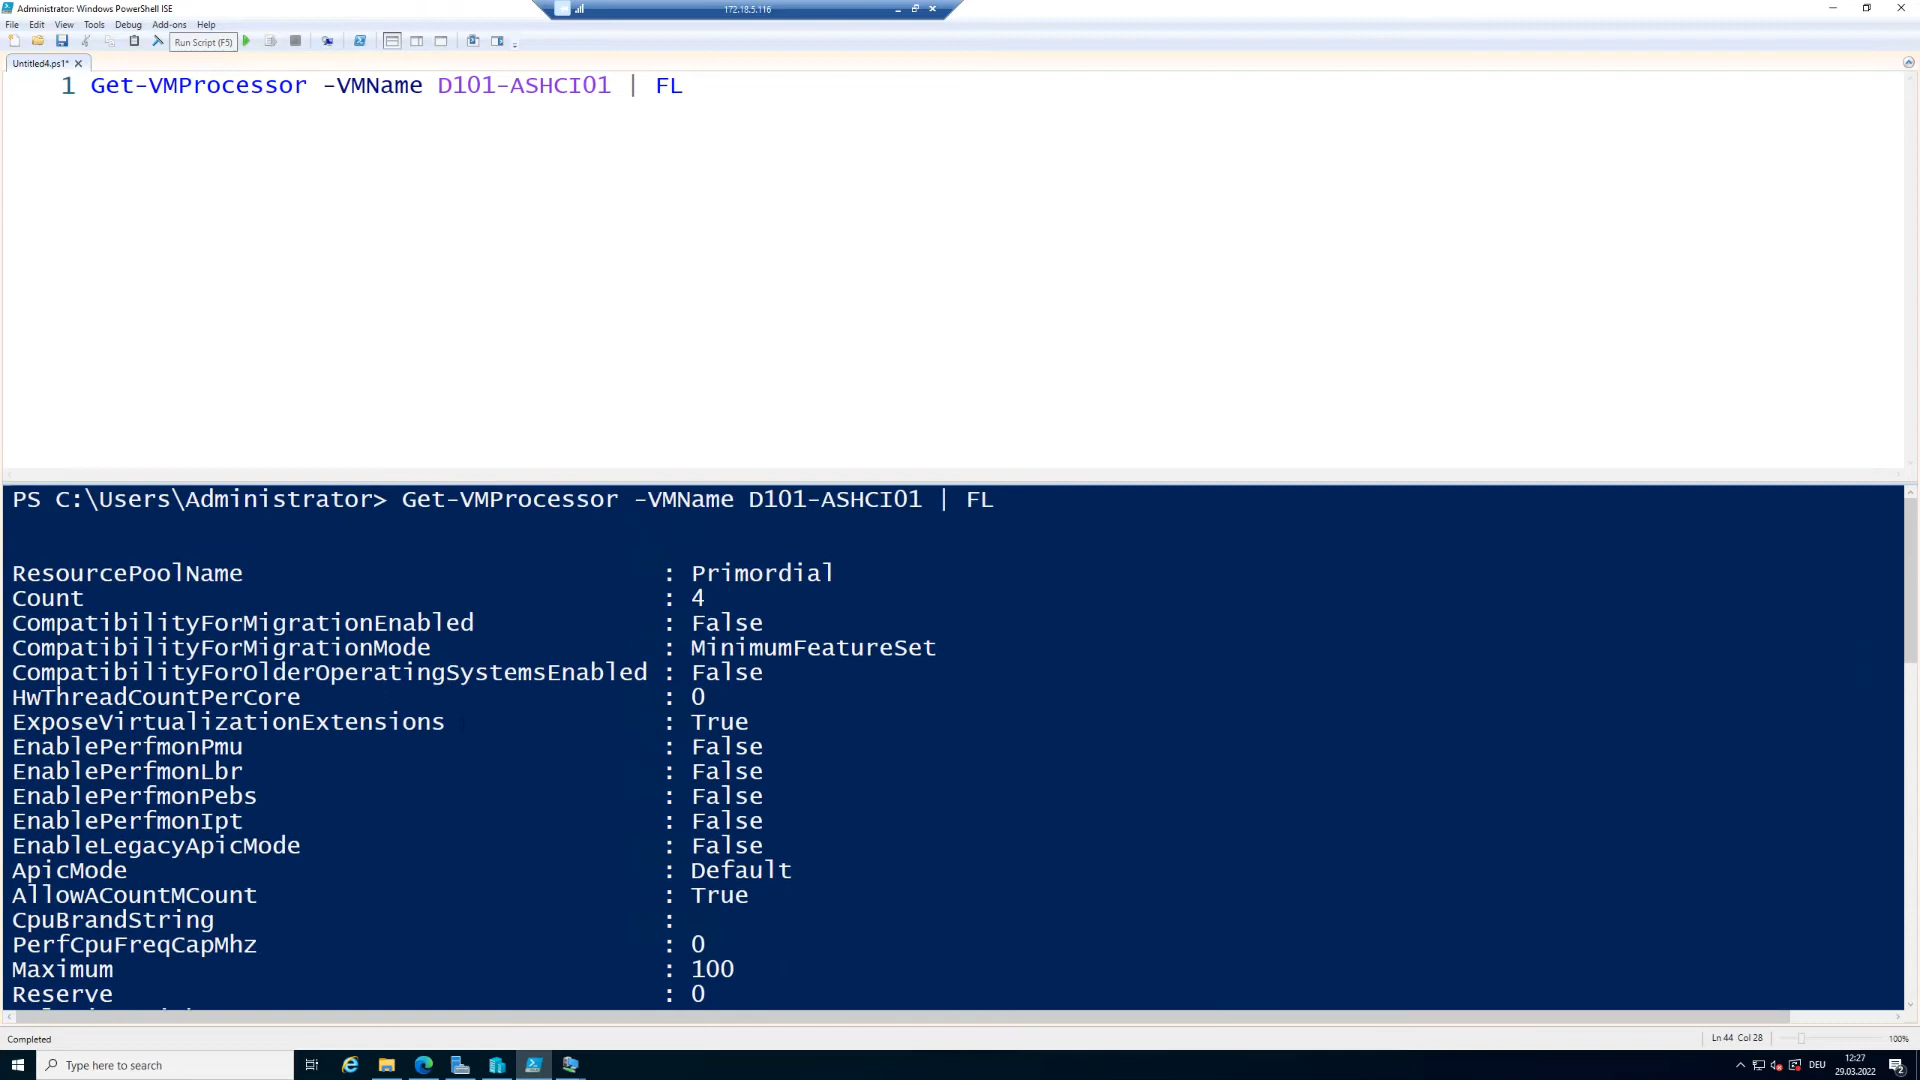 Administrator: Windows PowerShell ISE
172.18.5.116
File Edit View Tools Debug Add-ons Help
Run Script (F5)
Untitled4.ps1*
1 Get-VMProcessor -VMName D101-ASHCI01 | FL
PS C:\Users\Administrator> Get-VMProcessor -VMName D101-ASHCI01 | FL
ResourcePoolName : Primordial
Count : 4
CompatibilityForMigrationEnabled : False
CompatibilityForMigrationMode : MinimumFeatureSet
CompatibilityForOlderOperatingSystemsEnabled : False
HwThreadCountPerCore : 0
ExposeVirtualizationExtensions : True
EnablePerfmonPmu : False
EnablePerfmonLbr : False
EnablePerfmonPebs : False
EnablePerfmonIpt : False
EnableLegacyApicMode : False
ApicMode : Default
AllowACountMCount : True
CpuBrandString :
PerfCpuFreqCapMhz : 0
Maximum : 100
Reserve : 0
Completed
Ln 44 Col 28
100%
Type here to search
DEU
12:27
29.03.2022
2